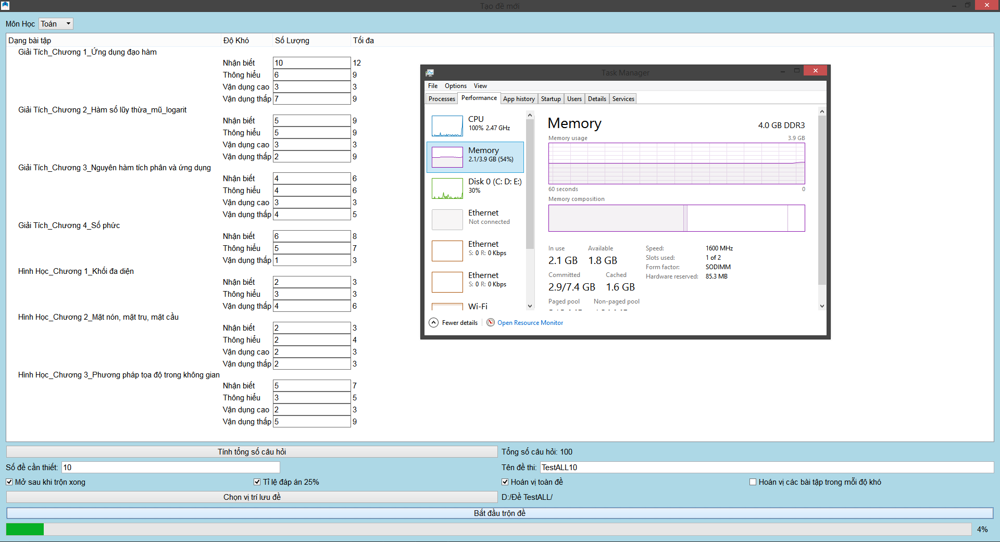 Tạo đề mới
Môn Học Toán
Dạng bài tập Độ Khó Số Lượng Tối đa
Giải Tích_Chương 1_Ứng dụng đạo hàm
Nhận biết 10 12
Thông hiểu 6 9
Vận dụng cao 3 3
Vận dụng thấp 7 9
Giải Tích_Chương 2_Hàm số lũy thừa_mũ_logarit
Nhận biết 5 9
Thông hiểu 5 9
Vận dụng cao 3 3
Vận dụng thấp 2 9
Giải Tích_Chương 3_Nguyên hàm tích phân và ứng dụng
Nhận biết 4 6
Thông hiểu 4 6
Vận dụng cao 3 3
Vận dụng thấp 4 5
Giải Tích_Chương 4_Số phức
Nhận biết 6 8
Thông hiểu 5 7
Vận dụng thấp 1 3
Hình Học_Chương 1_Khối đa diện
Nhận biết 2 3
Thông hiểu 3 3
Vận dụng thấp 4 6
Hình Học_Chương 2_Mặt nón, mặt trụ, mặt cầu
Nhận biết 2 3
Thông hiểu 2 4
Vận dụng cao 2 3
Vận dụng thấp 2 3
Hình Học_Chương 3_Phương pháp tọa độ trong không gian
Nhận biết 5 7
Thông hiểu 3 5
Vận dụng cao 2 3
Vận dụng thấp 5 9
Task Manager
File Options View
Processes Performance App history Startup Users Details Services
CPU
100% 2.47 GHz
Memory
2.1/3.9 GB (54%)
Disk 0 (C: D: E:)
30%
Ethernet
Not connected
Ethernet
S: 0 R: 0 Kbps
Ethernet
S: 0 R: 0 Kbps
Wi-Fi
Memory 4.0 GB DDR3
Memory usage 3.9 GB
60 seconds 0
Memory composition
In use Available
2.1 GB 1.8 GB
Committed Cached
2.9/7.4 GB 1.6 GB
Paged pool Non-paged pool
Speed: 1600 MHz
Slots used: 1 of 2
Form factor: SODIMM
Hardware reserved: 85.3 MB
Fewer details Open Resource Monitor
Tính tổng số câu hỏi Tổng số câu hỏi: 100
Số đề cần thiết: 10 Tên đề thi: TestALL10
Mở sau khi trộn xong Tỉ lệ đáp án 25% Hoán vị toàn đề Hoán vị các bài tập trong mỗi độ khó
Chọn vị trí lưu đề D:/Đề TestALL/
Bắt đầu trộn đề
4%